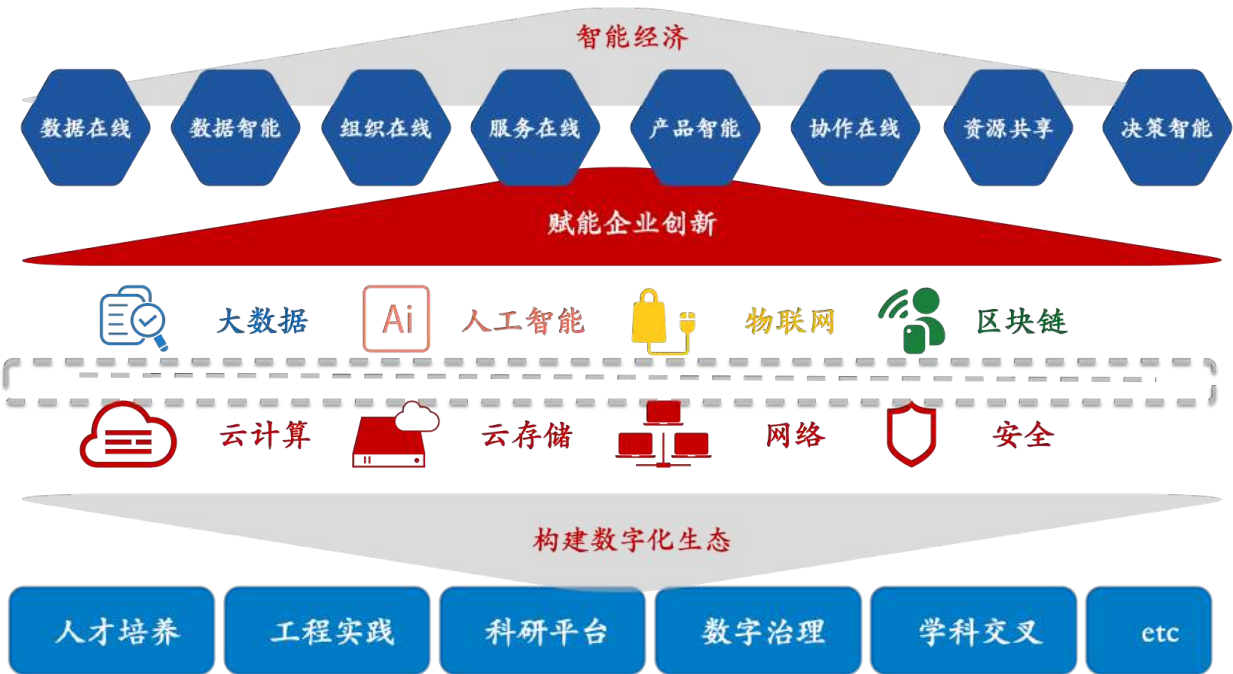 智能经济
数据在线 数据智能 组织在线 服务在线 产品智能 协作在线 资源共享 决策智能
赋能企业创新
大数据 Ai 人工智能 物联网 区块链
云计算 云存储 网络 安全
构建数字化生态
人才培养 工程实践 科研平台 数字治理 学科交叉 etc